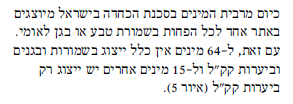 כיום מרבית המינים בסכנת הכחדה בישראל מיוצגים
באתר אחד לכל הפחות בשמורת טבע או בגן לאומי.
עם זאת, ל–64 מינים אין כלל ייצוג בשמורות ובגנים
וביערות קק"ל ול–15 מינים אחרים יש ייצוג רק
ביערות קק"ל (איור 5).